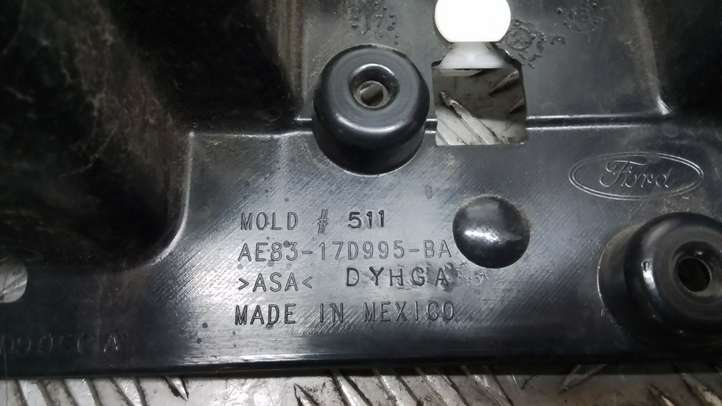 Ford
MOLD # 511
AE83-17D995-BA
>ASA< DYHGA
MADE IN MEXICO